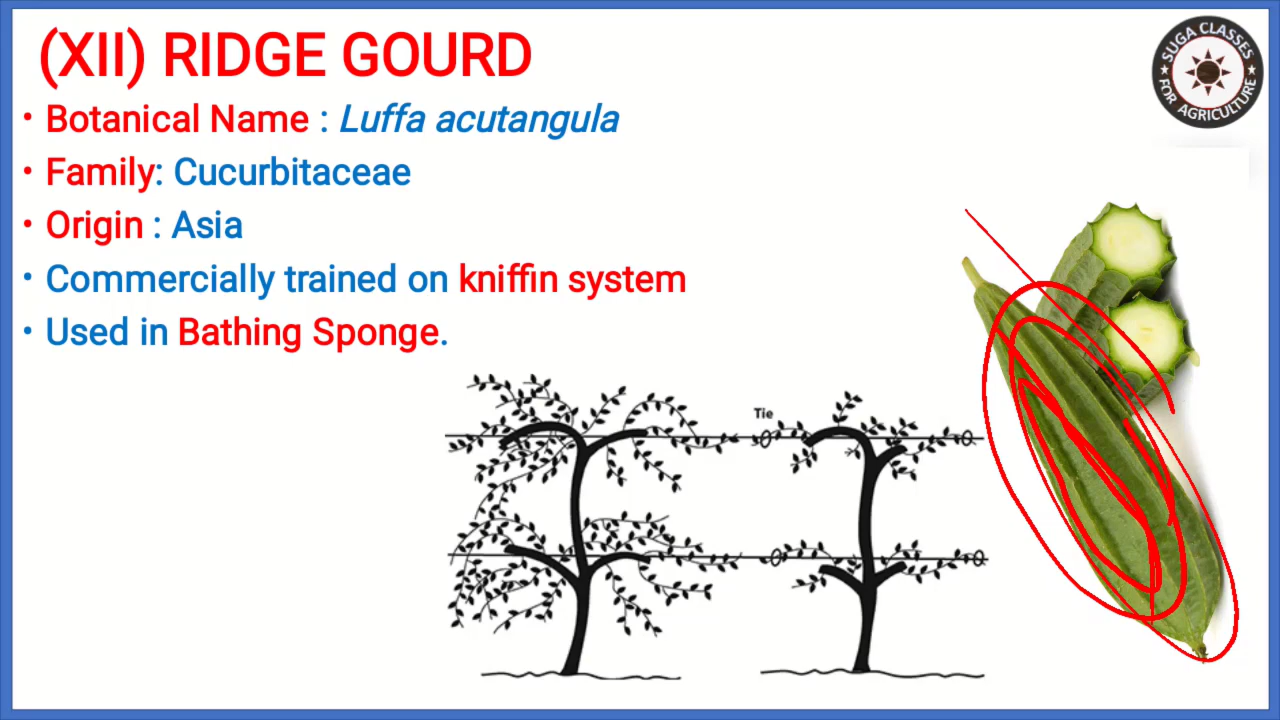 (XII) RIDGE GOURD
• Botanical Name : Luffa acutangula
• Family: Cucurbitaceae
• Origin : Asia
• Commercially trained on kniffin system
• Used in Bathing Sponge.
Tie
SUGA CLASSES
FOR AGRICULTURE